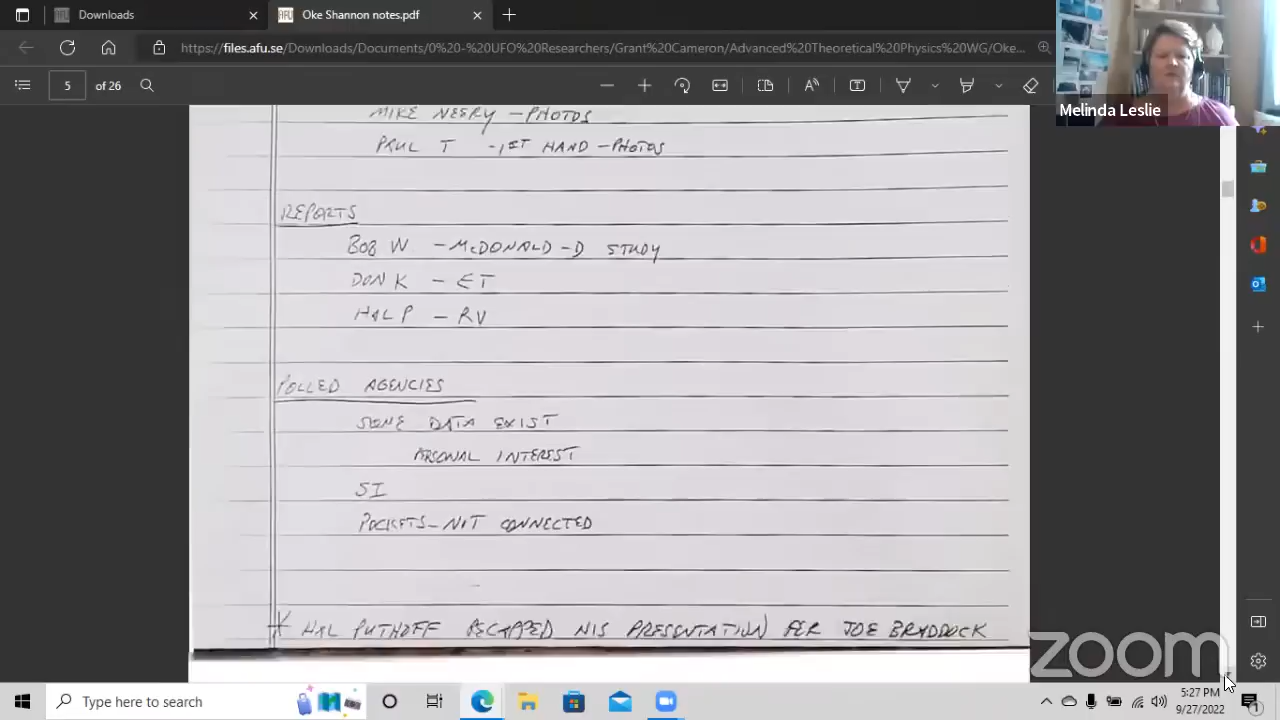 Downloads
Oke Shannon notes.pdf
https://files.afu.se/Downloads/Documents/0%20-%20UFO%20Researchers/Grant%20Cameron/Advanced%20Theoretical%20Physics%20WG/Oke...
5 of 26
Melinda Leslie
MIKE NEERY - PHOTOS
PAUL T - 1ST HAND - PHOTOS
REPORTS
BOB W - McDONALD - D STUDY
DON K - ET
HAL P - RV
POLLED AGENCIES
SOME DATA EXIST
PERSONAL INTEREST
SI
POCKETS - NOT CONNECTED
* HAL PUTHOFF RECAPPED HIS PRESENTATION FOR JOE BRADDOCK
zoom
Type here to search
5:27 PM
9/27/2022